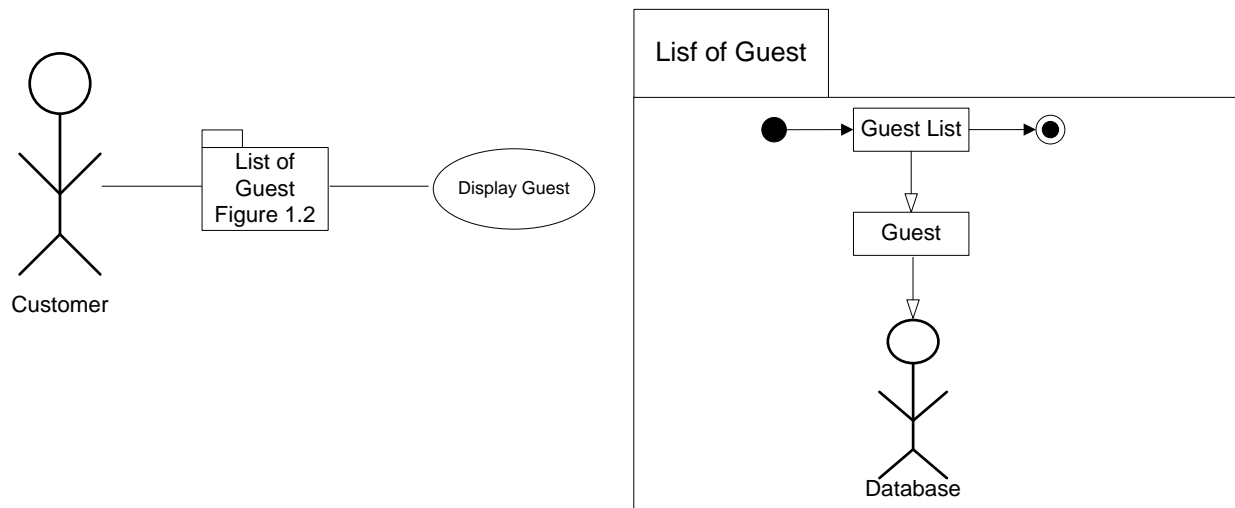 List of
Guest
Figure 1.2
Display Guest
Customer
Lisf of Guest
Guest List
Guest
Database